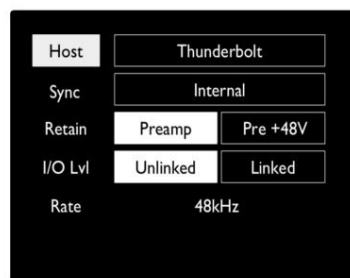 Host Thunderbolt
Sync Internal
Retain Preamp Pre +48V
I/O Lvl Unlinked Linked
Rate 48kHz